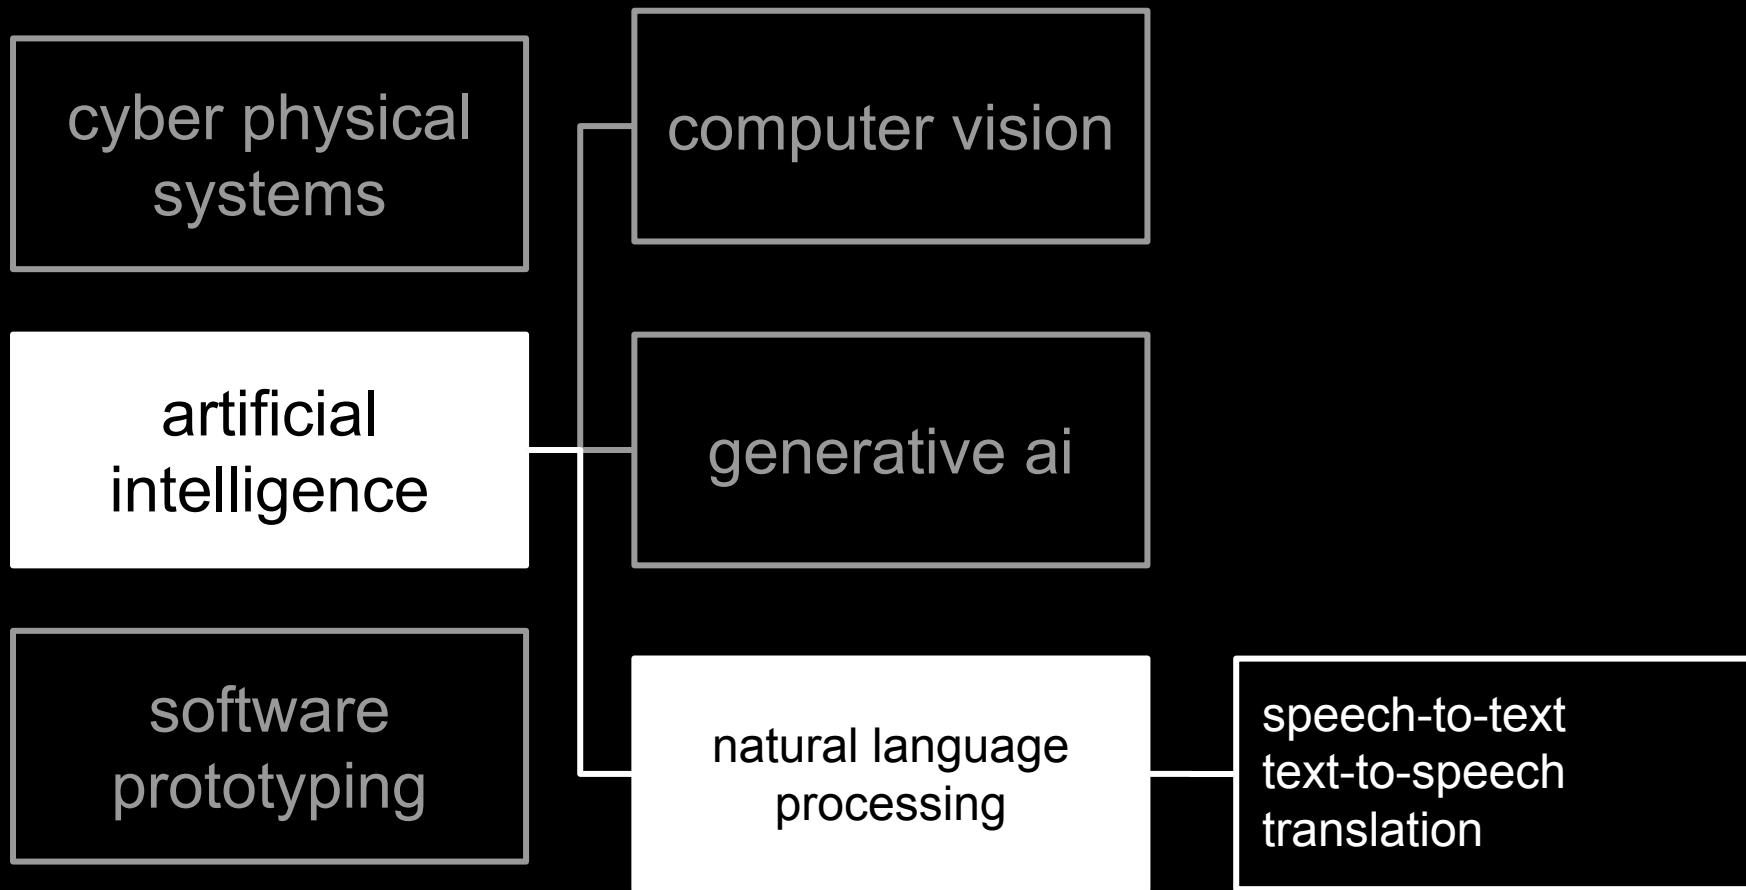 cyber physical
systems
computer vision
artificial
intelligence
generative ai
software
prototyping
natural language
processing
speech-to-text
text-to-speech
translation